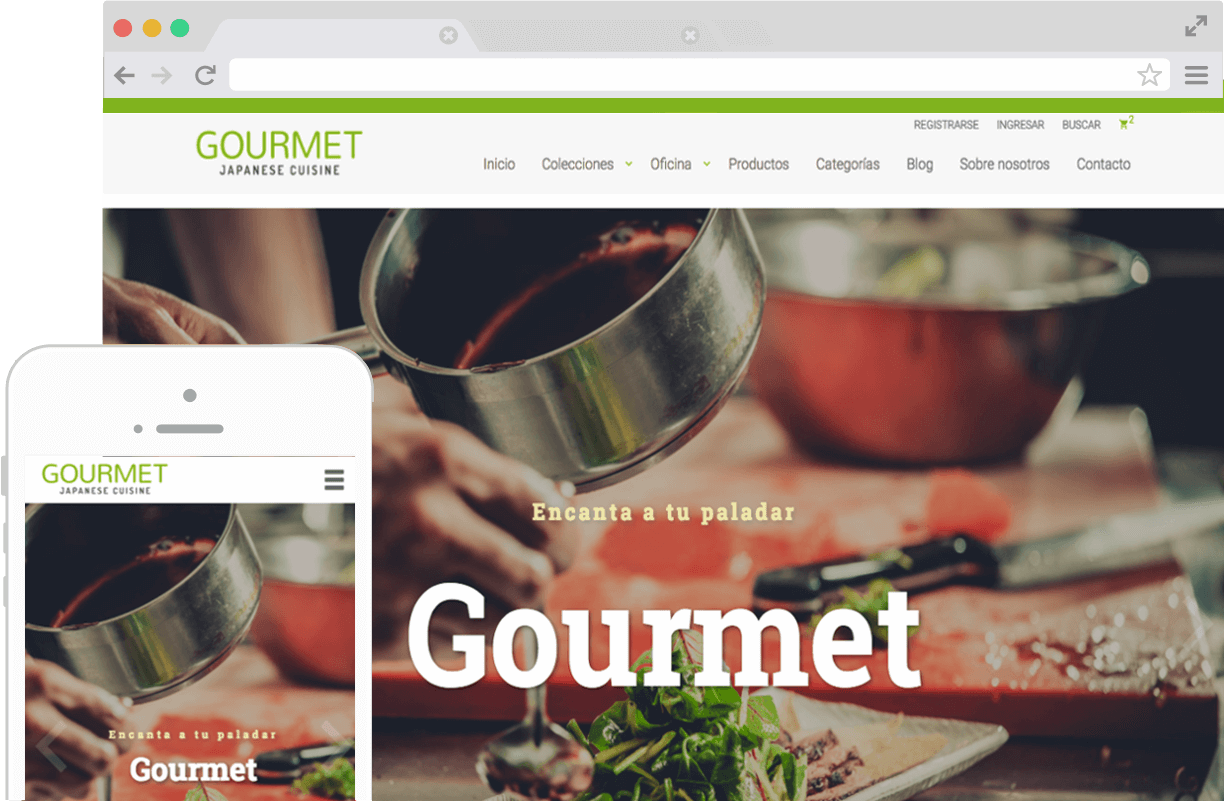 REGISTRARSE INGRESAR BUSCAR 2
GOURMET
JAPANESE CUISINE
Inicio Colecciones Oficina Productos Categorías Blog Sobre nosotros Contacto
Encanta a tu paladar
Gourmet
GOURMET
JAPANESE CUISINE
Encanta a tu paladar
Gourmet